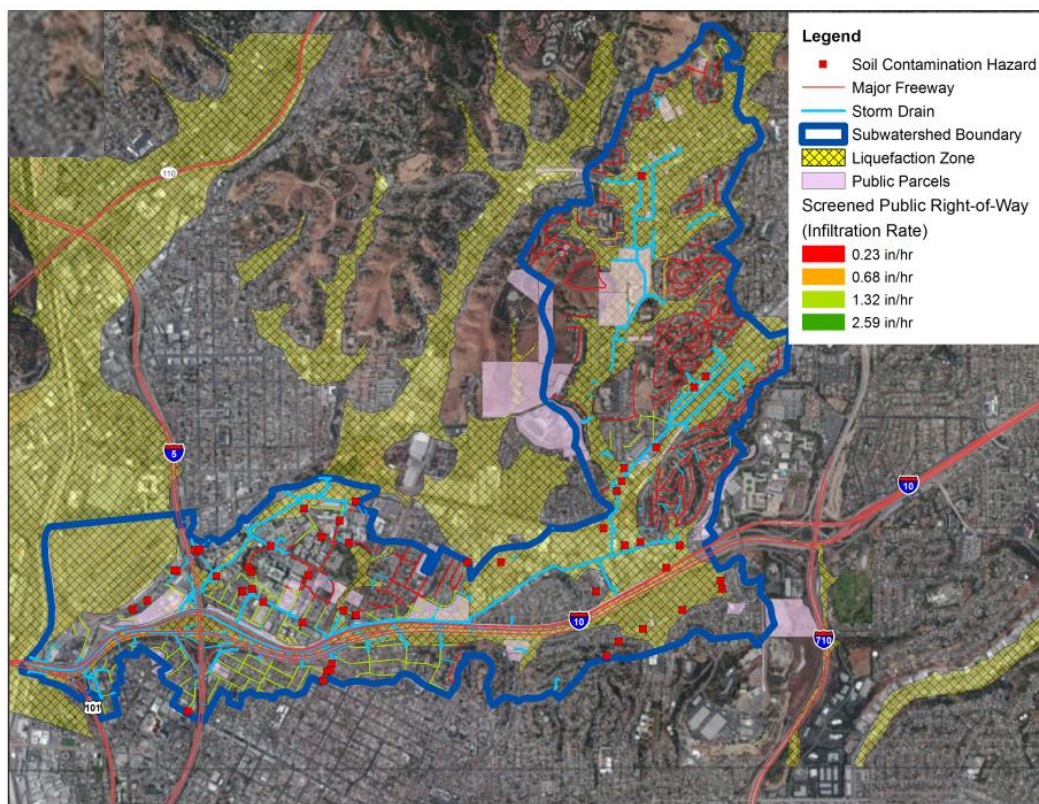 Legend
Soil Contamination Hazard
Major Freeway
Storm Drain
Subwatershed Boundary
Liquefaction Zone
Public Parcels
Screened Public Right-of-Way
(Infiltration Rate)
0.23 in/hr
0.68 in/hr
1.32 in/hr
2.59 in/hr
110
5
10
10
710
101